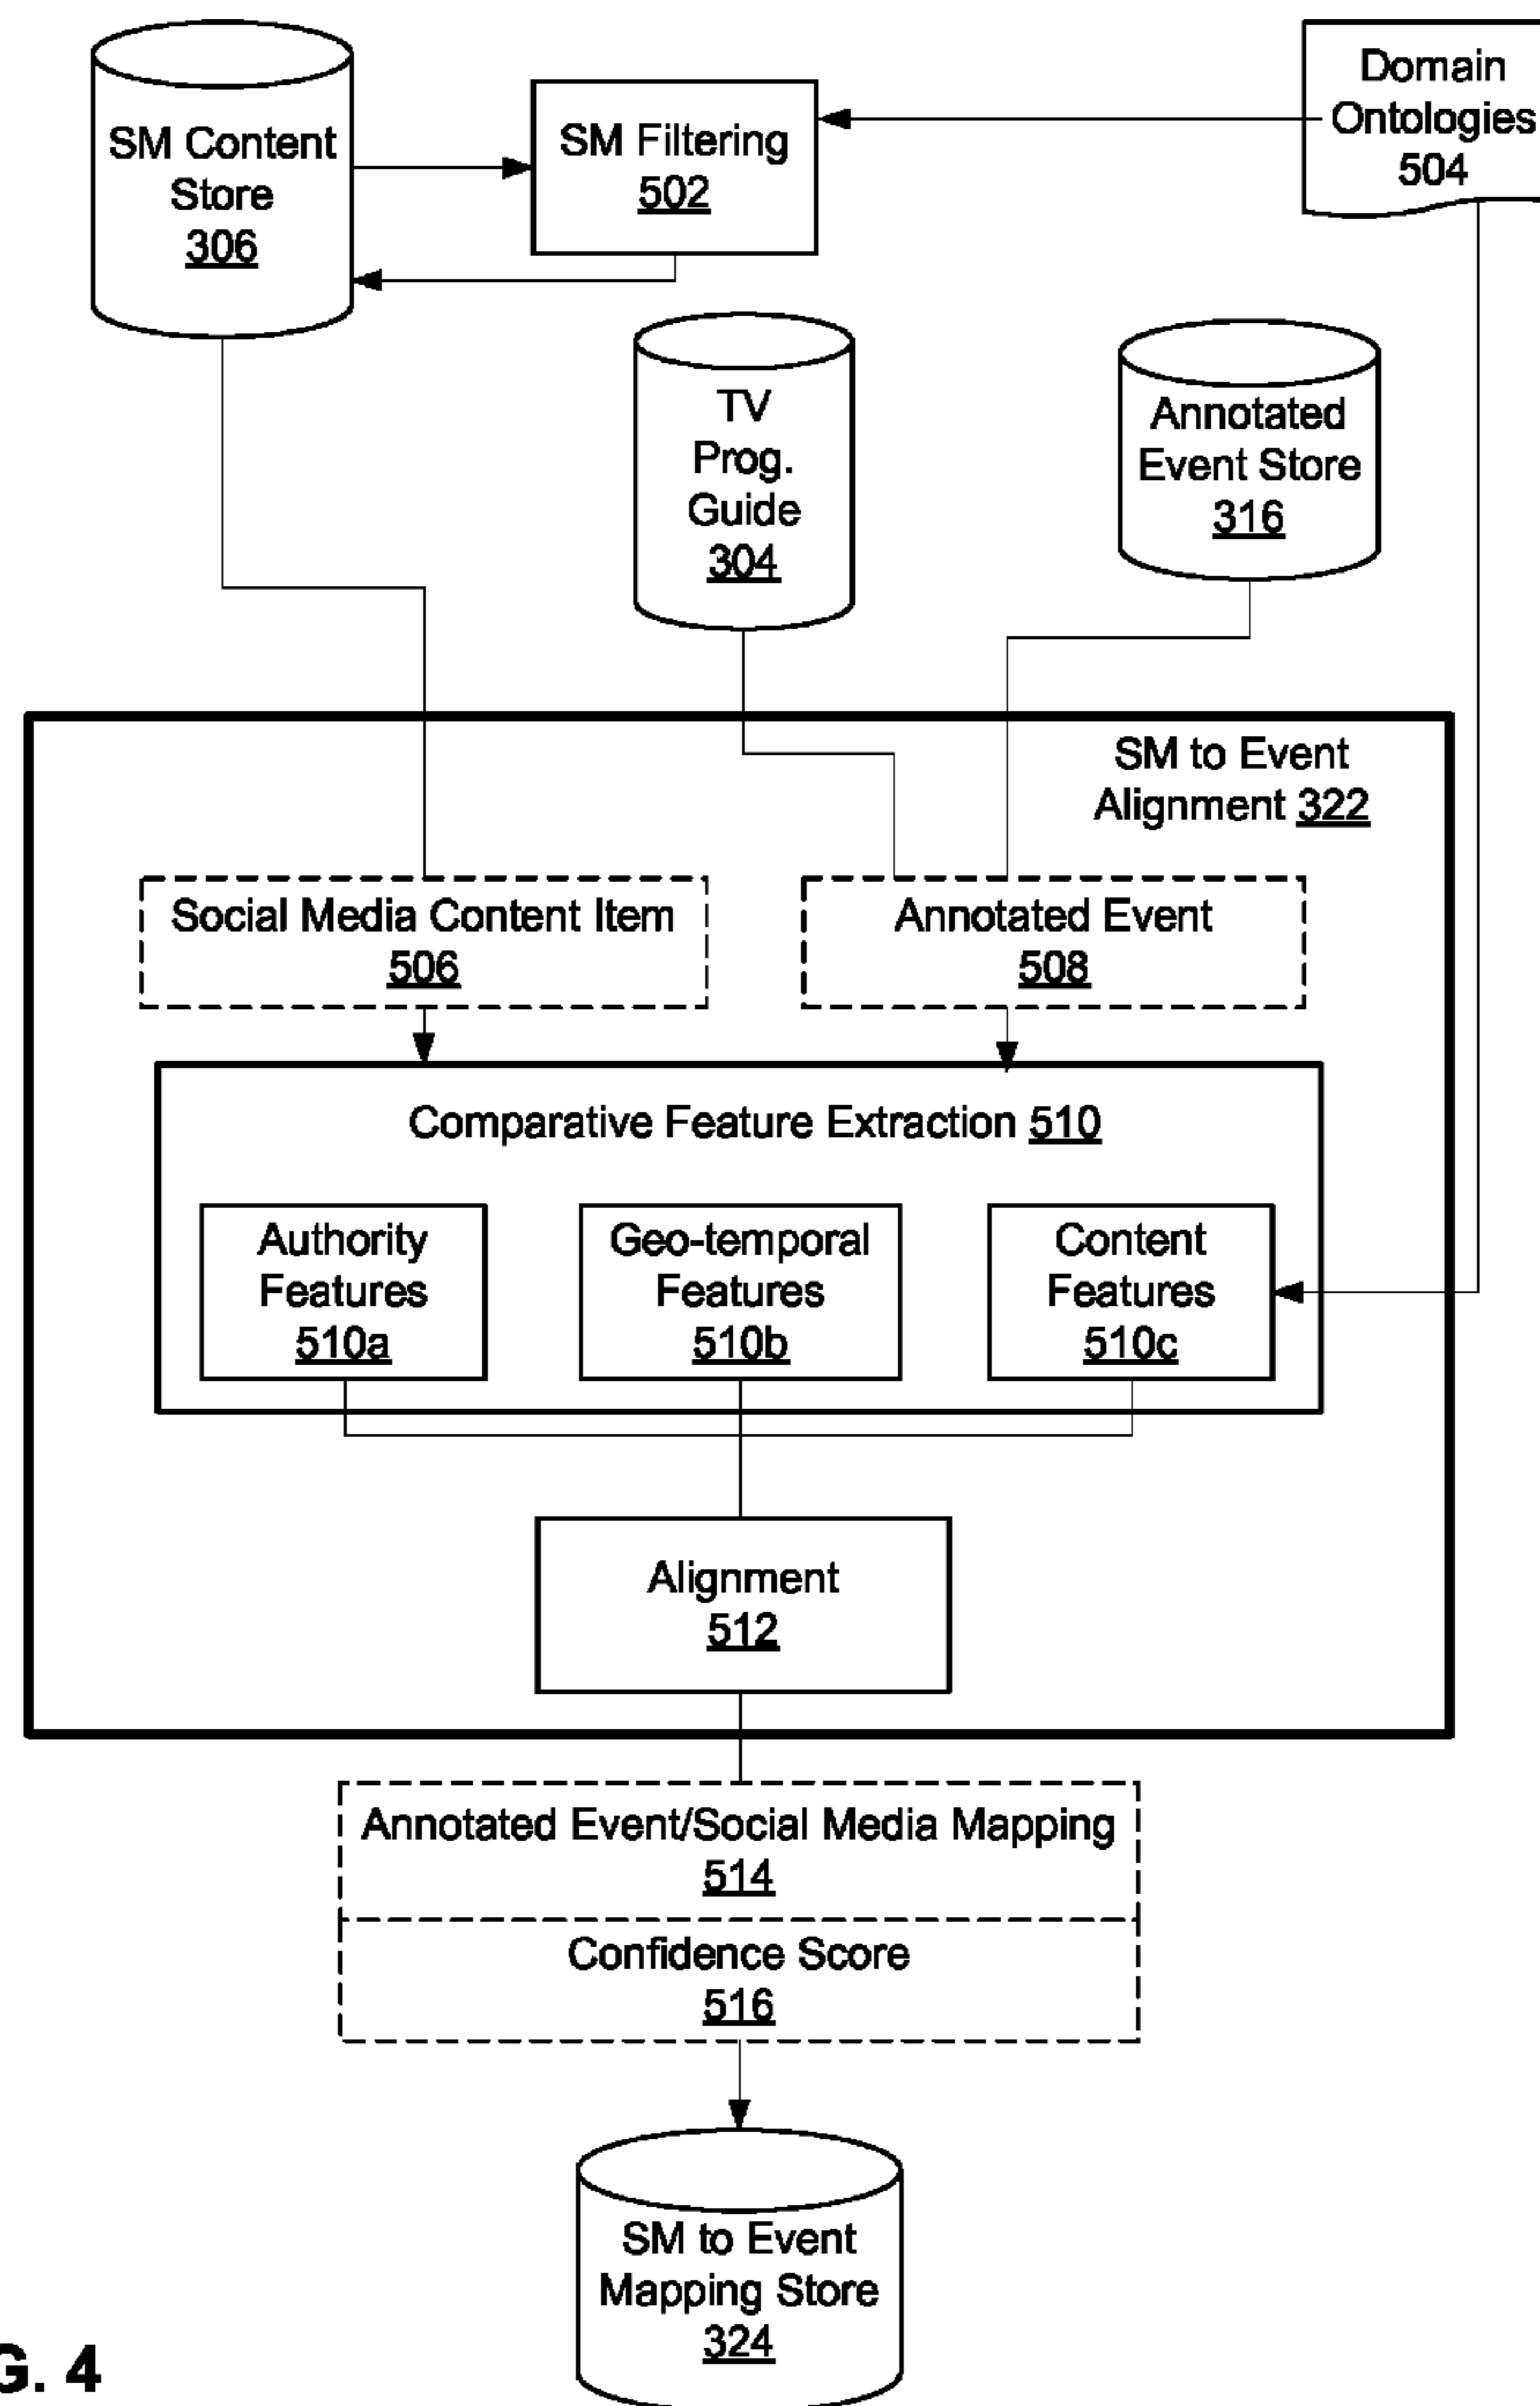 SM Content
Store
306
SM Filtering
502
Domain
Ontologies
504
TV
Prog.
Guide
304
Annotated
Event Store
316
SM to Event
Alignment 322
Social Media Content Item
506
Annotated Event
508
Comparative Feature Extraction 510
Authority
Features
510a
Geo-temporal
Features
510b
Content
Features
510c
Alignment
512
Annotated Event/Social Media Mapping
514
Confidence Score
516
SM to Event
Mapping Store
324
G. 4